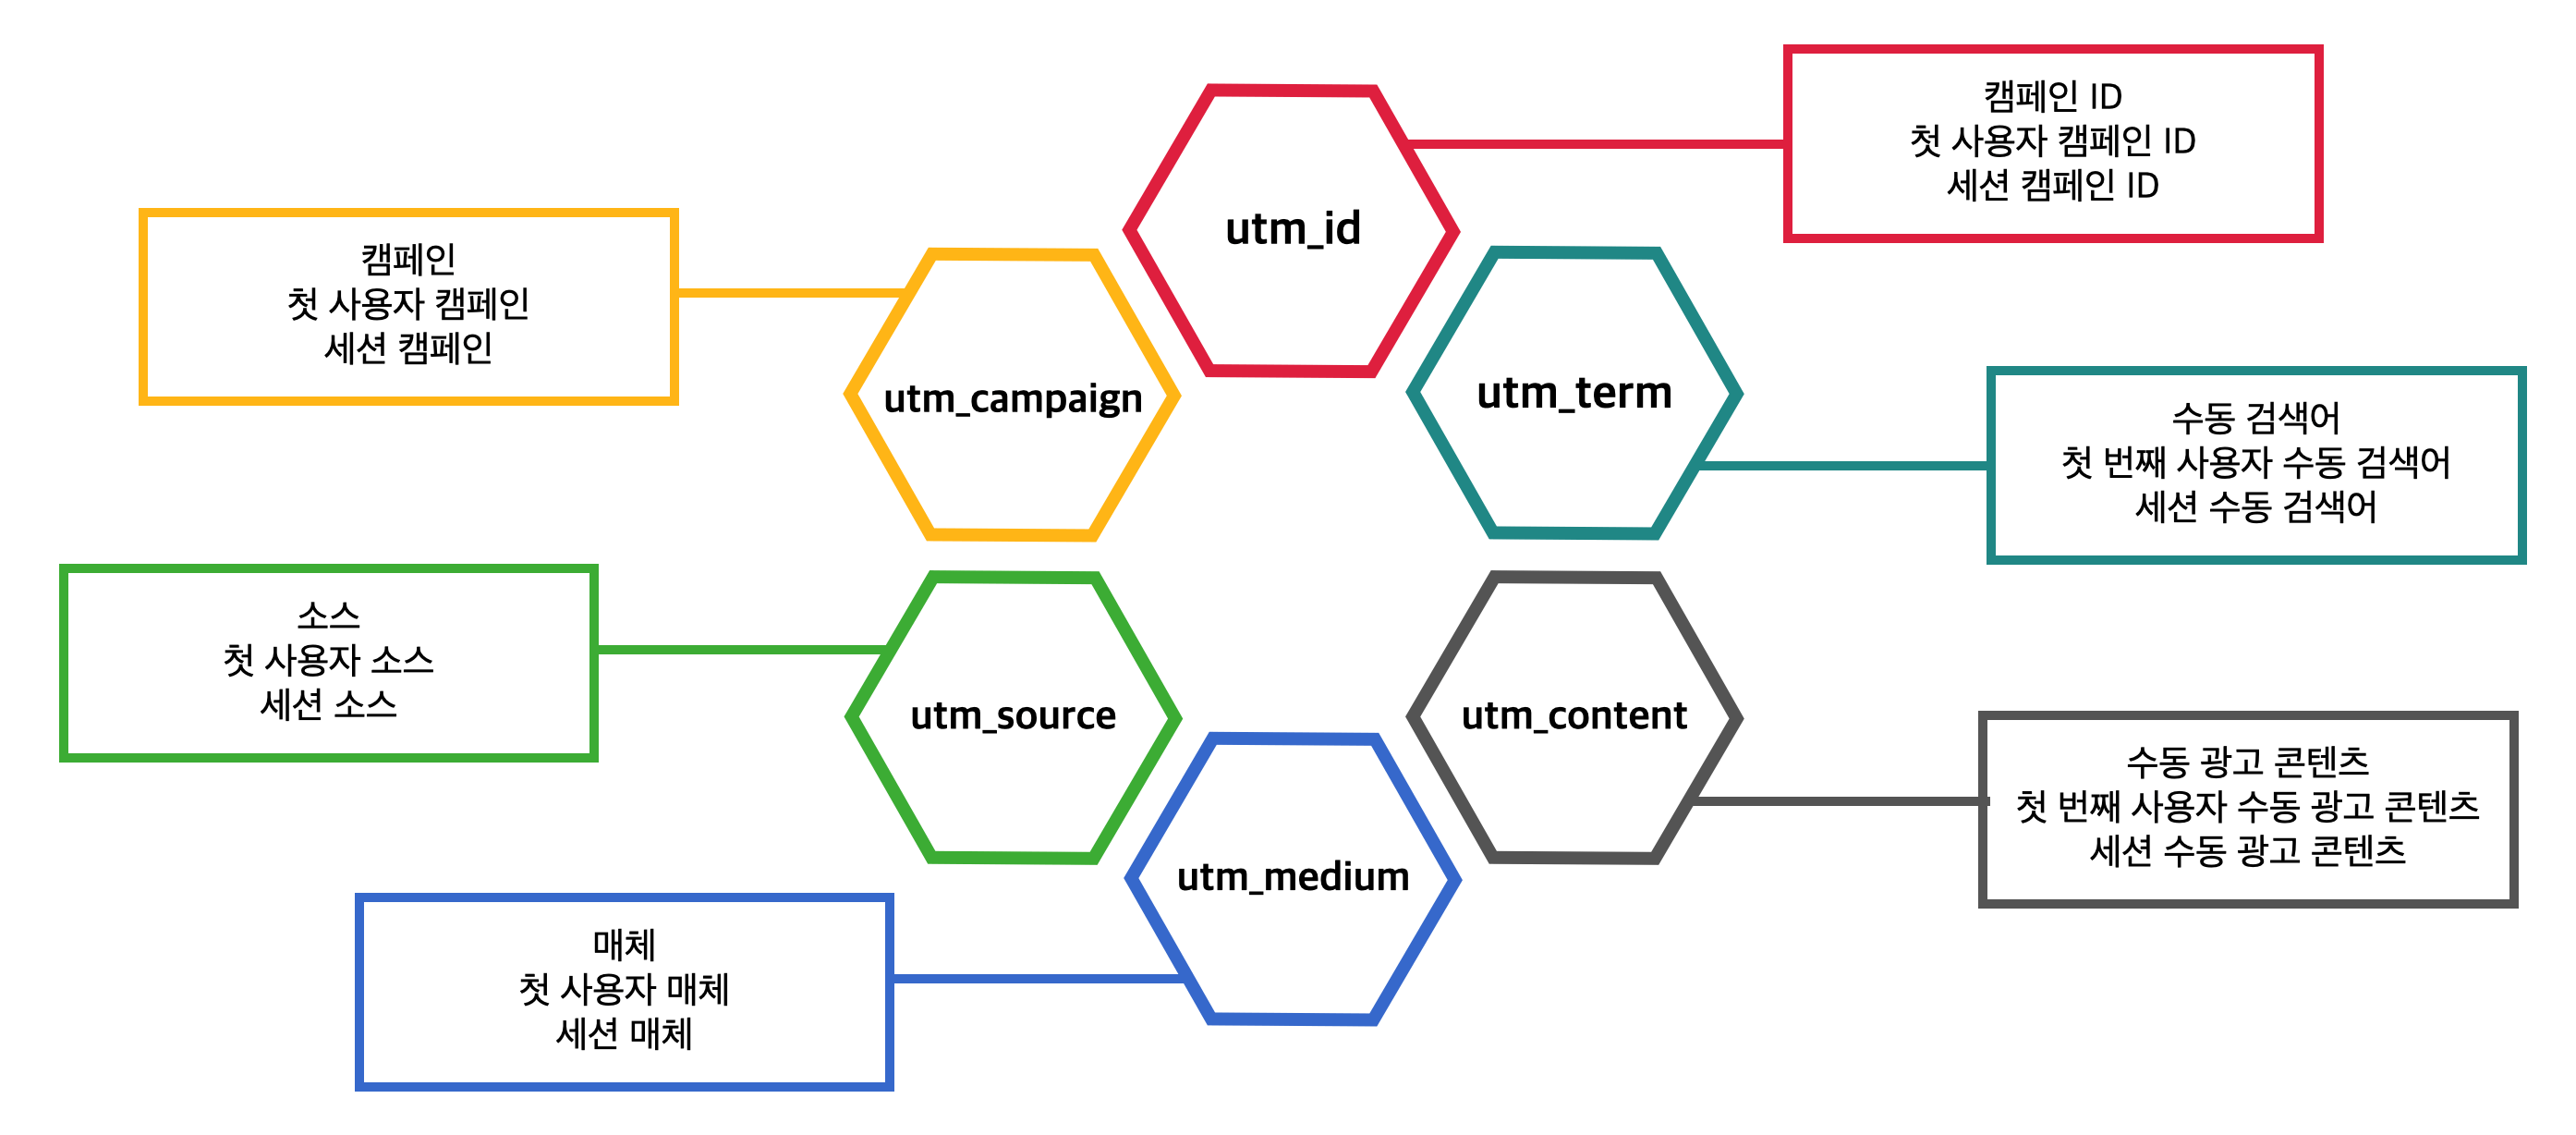 utm_id
캠페인 ID
첫 사용자 캠페인 ID
세션 캠페인 ID
utm_campaign
캠페인
첫 사용자 캠페인
세션 캠페인
utm_term
수동 검색어
첫 번째 사용자 수동 검색어
세션 수동 검색어
utm_source
소스
첫 사용자 소스
세션 소스
utm_content
수동 광고 콘텐츠
첫 번째 사용자 수동 광고 콘텐츠
세션 수동 광고 콘텐츠
utm_medium
매체
첫 사용자 매체
세션 매체